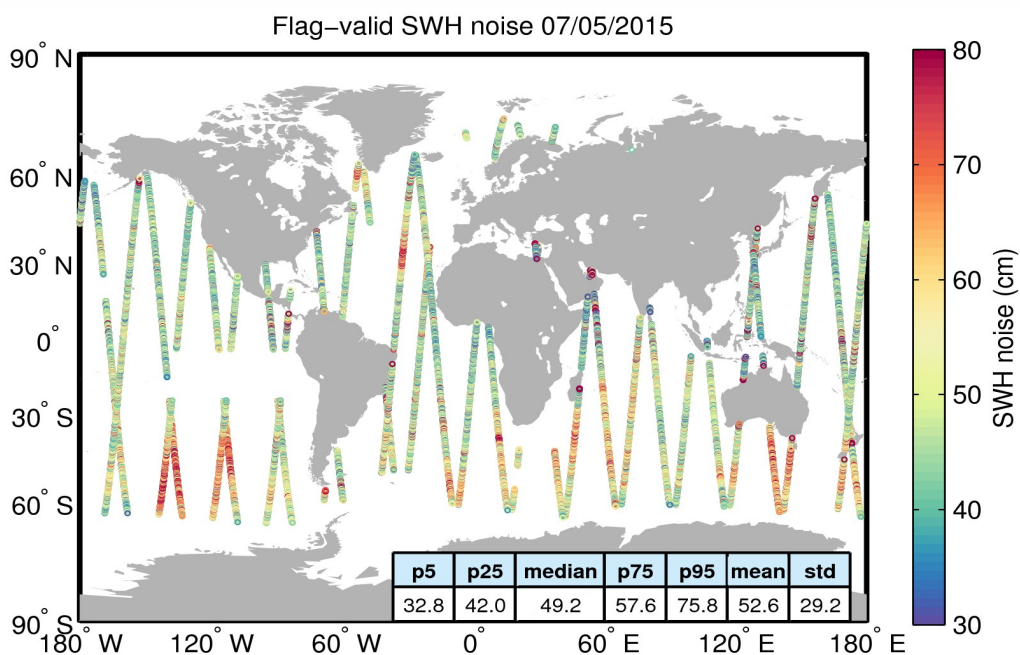 Flag−valid SWH noise 07/05/2015
90° N
60° N
30° N
0°
30° S
60° S
90° S
180° W 120° W 60° W 0° 60° E 120° E 180° E
p5 p25 median p75 p95 mean std
32.8 42.0 49.2 57.6 75.8 52.6 29.2
80
70
60
50
40
30
SWH noise (cm)